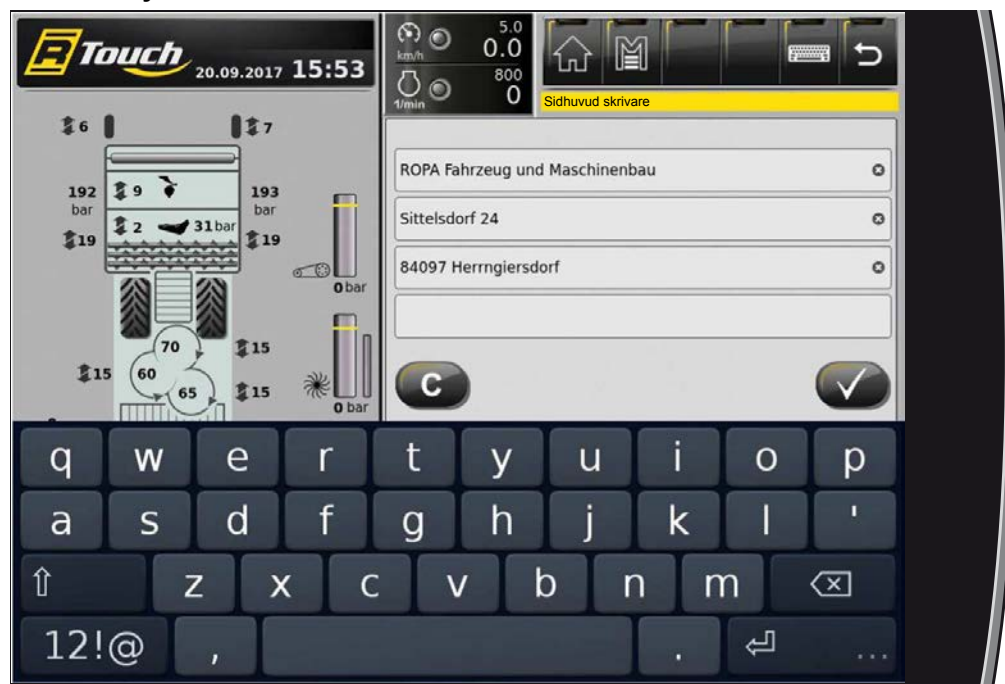 R Touch 20.09.2017 15:53
km/h 5.0
0.0
1/min 800
0
Sidhuvud skrivare
6 7
192 bar 9 193 bar
2 31 bar
19 19
0 bar
70 15
15 60
65 15
0 bar
ROPA Fahrzeug und Maschinenbau
Sittelsdorf 24
84097 Herrngiersdorf
C
q w e r t y u i o p
a s d f g h j k l '
z x c v b n m
12!@ , . ...